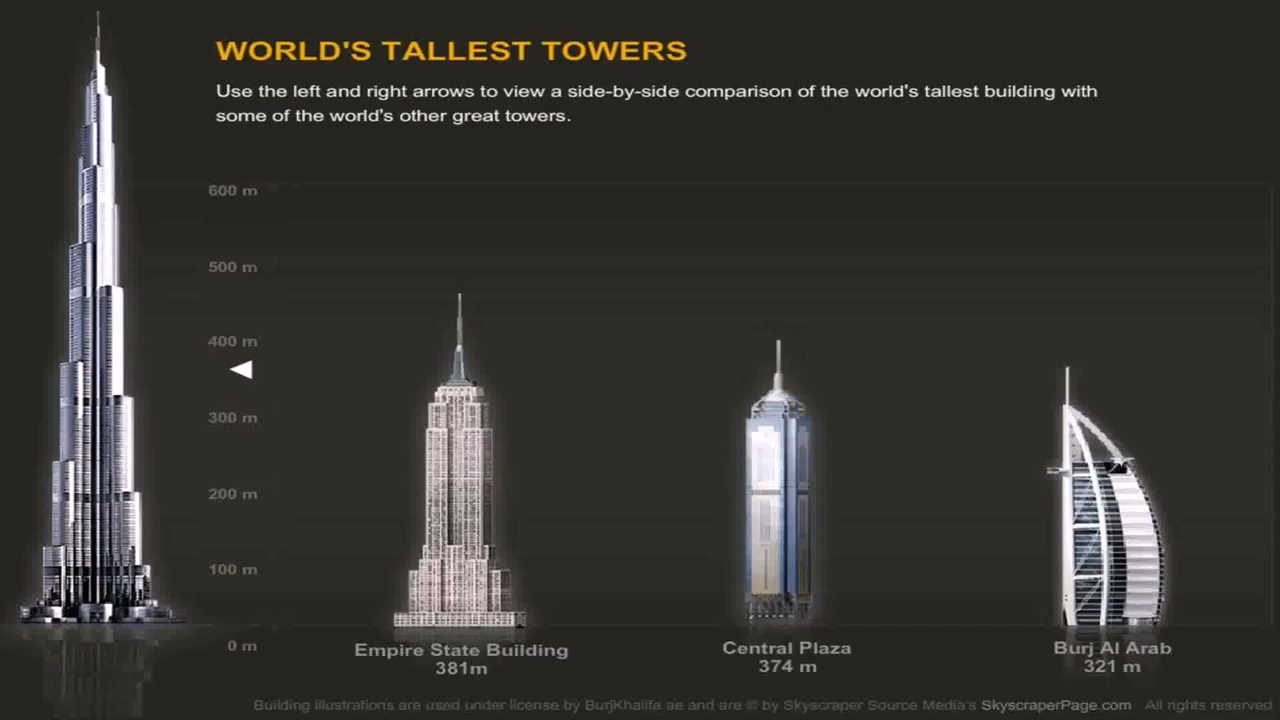 WORLD'S TALLEST TOWERS
Use the left and right arrows to view a side-by-side comparison of the world's tallest building with
some of the world's other great towers.
600 m
500 m
400 m
300 m
200 m
100 m
0 m
Empire State Building
381m
Central Plaza
374 m
Burj Al Arab
321 m
Building illustrations are used under license by BurjKhalifa ae and are © by Skyscraper Source Media's SkyscraperPage.com All rights reserved